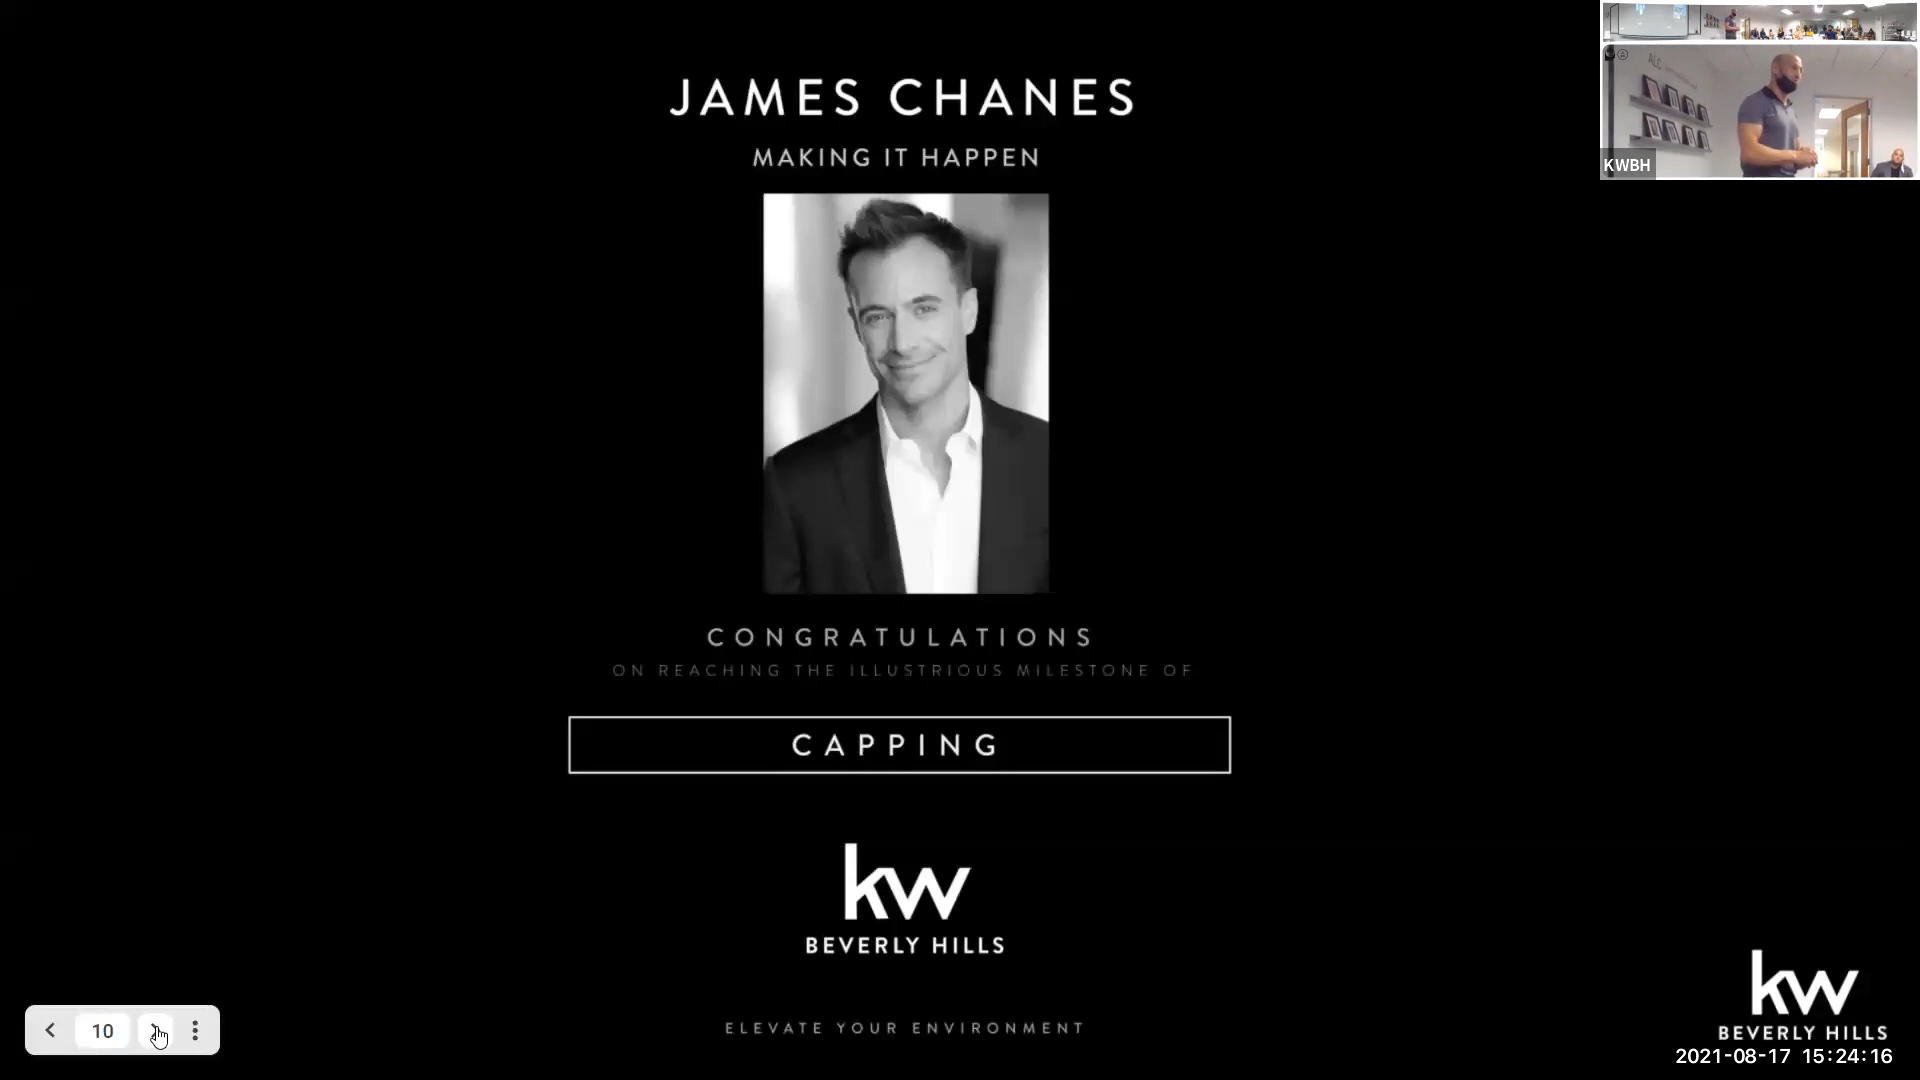 JAMES CHANES
MAKING IT HAPPEN
CONGRATULATIONS
ON REACHING THE ILLUSTRIOUS MILESTONE OF
CAPPING
kw
BEVERLY HILLS
ELEVATE YOUR ENVIRONMENT
ALC
KWBH
10
kw
BEVERLY HILLS
2021-08-17 15:24:16